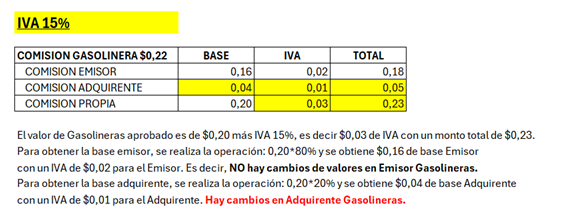 IVA 15%
COMISION GASOLINERA $0,22 BASE IVA TOTAL
COMISION EMISOR 0,16 0,02 0,18
COMISION ADQUIRENTE 0,04 0,01 0,05
COMISION PROPIA 0,20 0,03 0,23
El valor de Gasolineras aprobado es de $0,20 más IVA 15%, es decir $0,03 de IVA con un monto total de $0,23.
Para obtener la base emisor, se realiza la operación: 0,20*80% y se obtiene $0,16 de base Emisor
con un IVA de $0,02 para el Emisor. Es decir, NO hay cambios de valores en Emisor Gasolineras.
Para obtener la base adquirente, se realiza la operación: 0,20*20% y se obtiene $0,04 de base Adquirente
con un IVA de $0,01 para el Adquirente. Hay cambios en Adquirente Gasolineras.